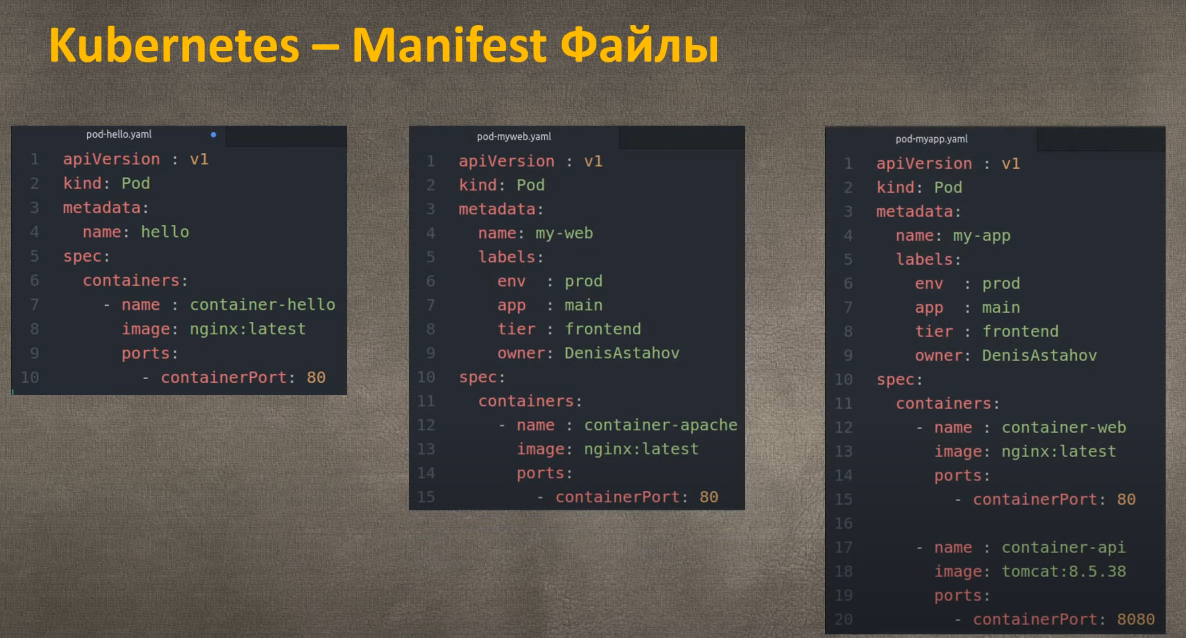 Kubernetes – Manifest Файлы
pod-hello.yaml
1 apiVersion : v1
2 kind: Pod
3 metadata:
4   name: hello
5 spec:
6   containers:
7     - name : container-hello
8       image: nginx:latest
9       ports:
10         - containerPort: 80
pod-myweb.yaml
1 apiVersion : v1
2 kind: Pod
3 metadata:
4   name: my-web
5   labels:
6     env  : prod
7     app  : main
8     tier : frontend
9     owner: DenisAstahov
10 spec:
11   containers:
12     - name : container-apache
13       image: nginx:latest
14       ports:
15         - containerPort: 80
pod-myapp.yaml
1 apiVersion : v1
2 kind: Pod
3 metadata:
4   name: my-app
5   labels:
6     env  : prod
7     app  : main
8     tier : frontend
9     owner: DenisAstahov
10 spec:
11   containers:
12     - name : container-web
13       image: nginx:latest
14       ports:
15         - containerPort: 80
16
17     - name : container-api
18       image: tomcat:8.5.38
19       ports:
20         - containerPort: 8080